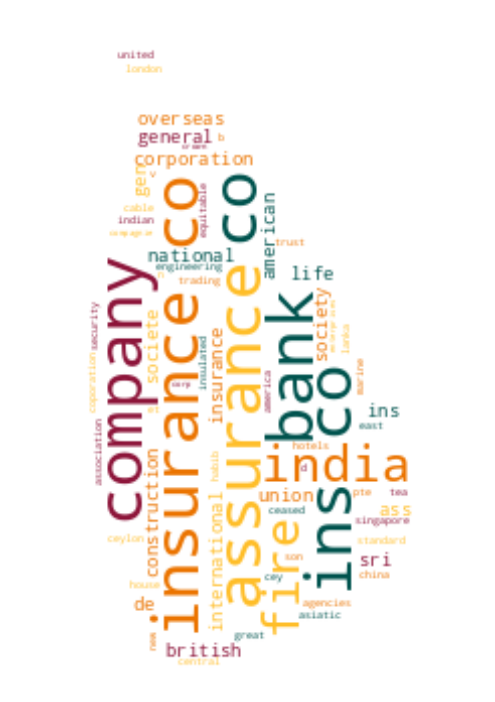 united
london
overseas
general
b
corporation
gen
v
co
co
equitable
cable
indian
american
trust
national
engineering
n
trading
life
company
insurance
assurance
bank
society
societe
security
insulated
insurance
lanka
corporation
corp
america
marine
co
ins
east
association
hotels
habib
india
d
construction
international
union
pte
tea
ceased
ass
singapore
ins
fire
ceylon
standard
son
sri
cey
china
house
de
agencies
asiatic
new
great
british
central